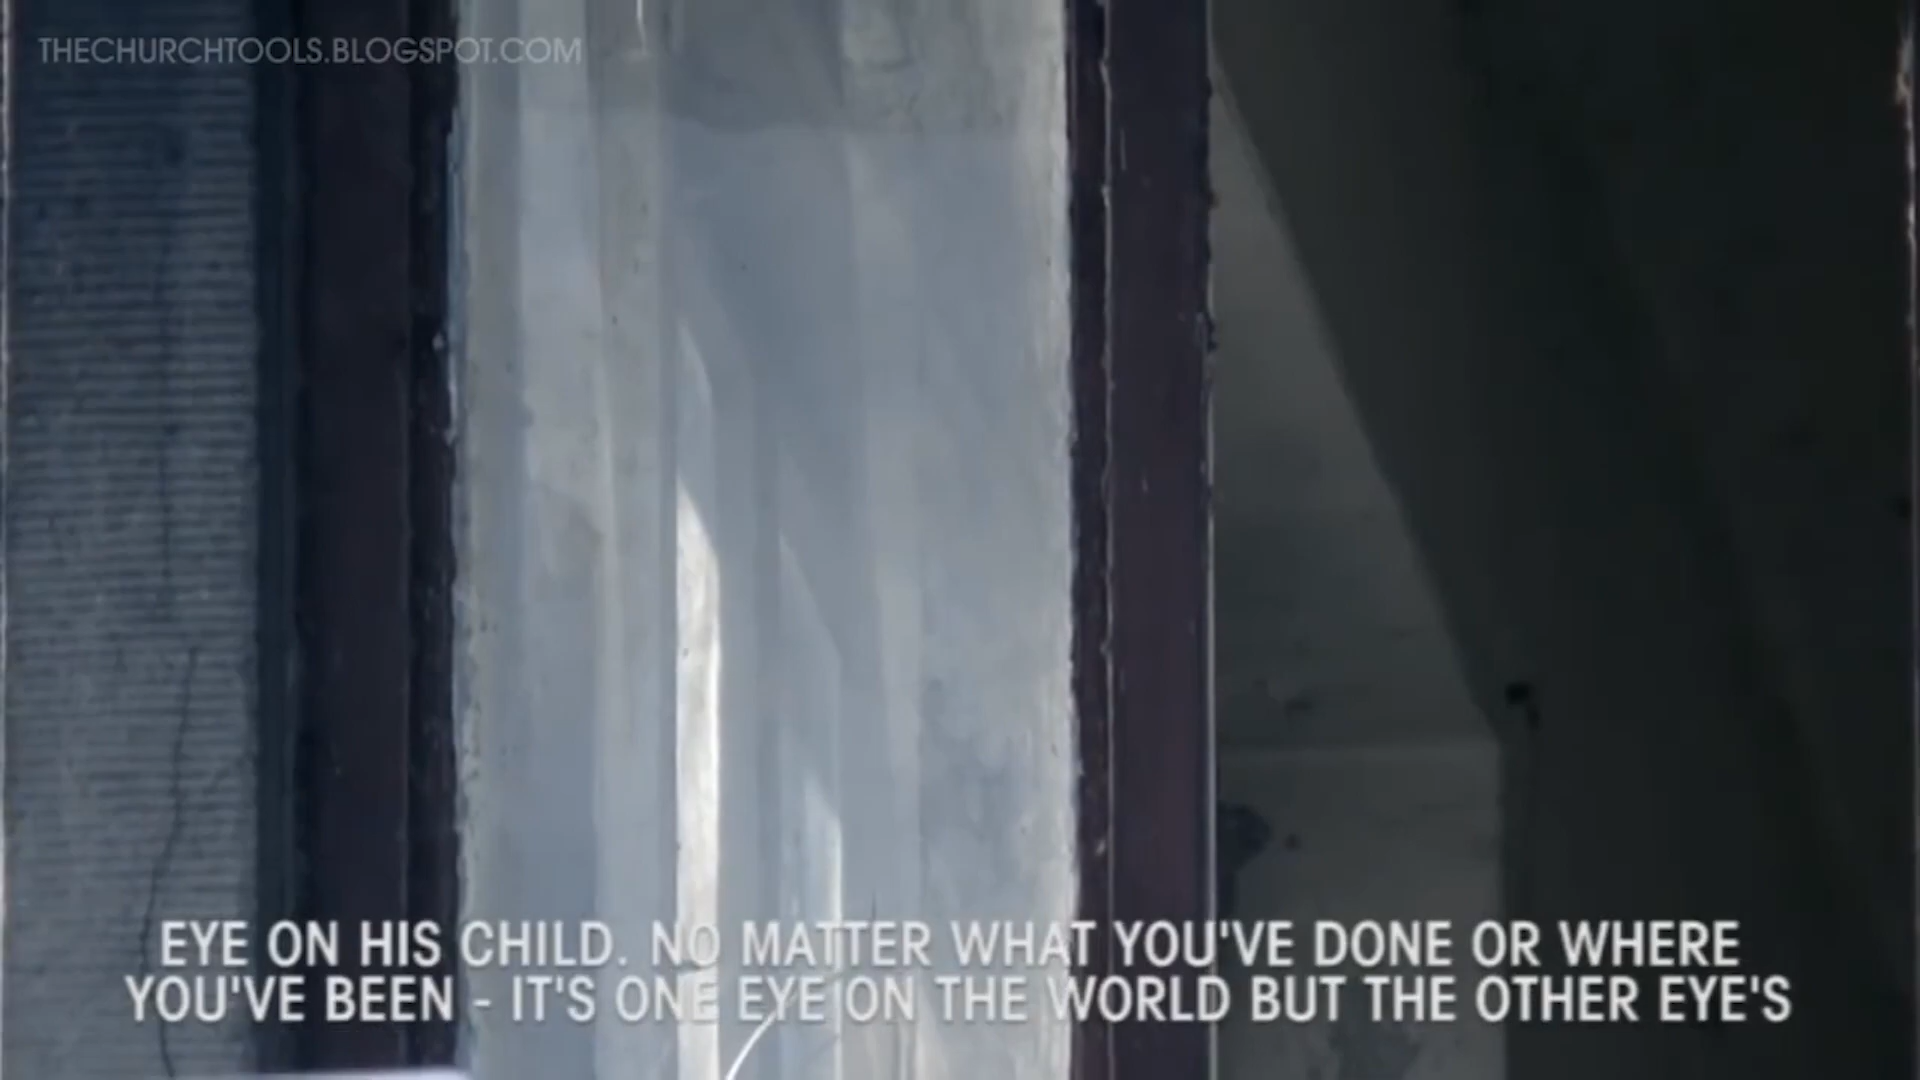 THECHURCHTOOLS.BLOGSPOT.COM
EYE ON HIS CHILD. NO MATTER WHAT YOU'VE DONE OR WHERE
YOU'VE BEEN - IT'S ONE EYE ON THE WORLD BUT THE OTHER EYE'S